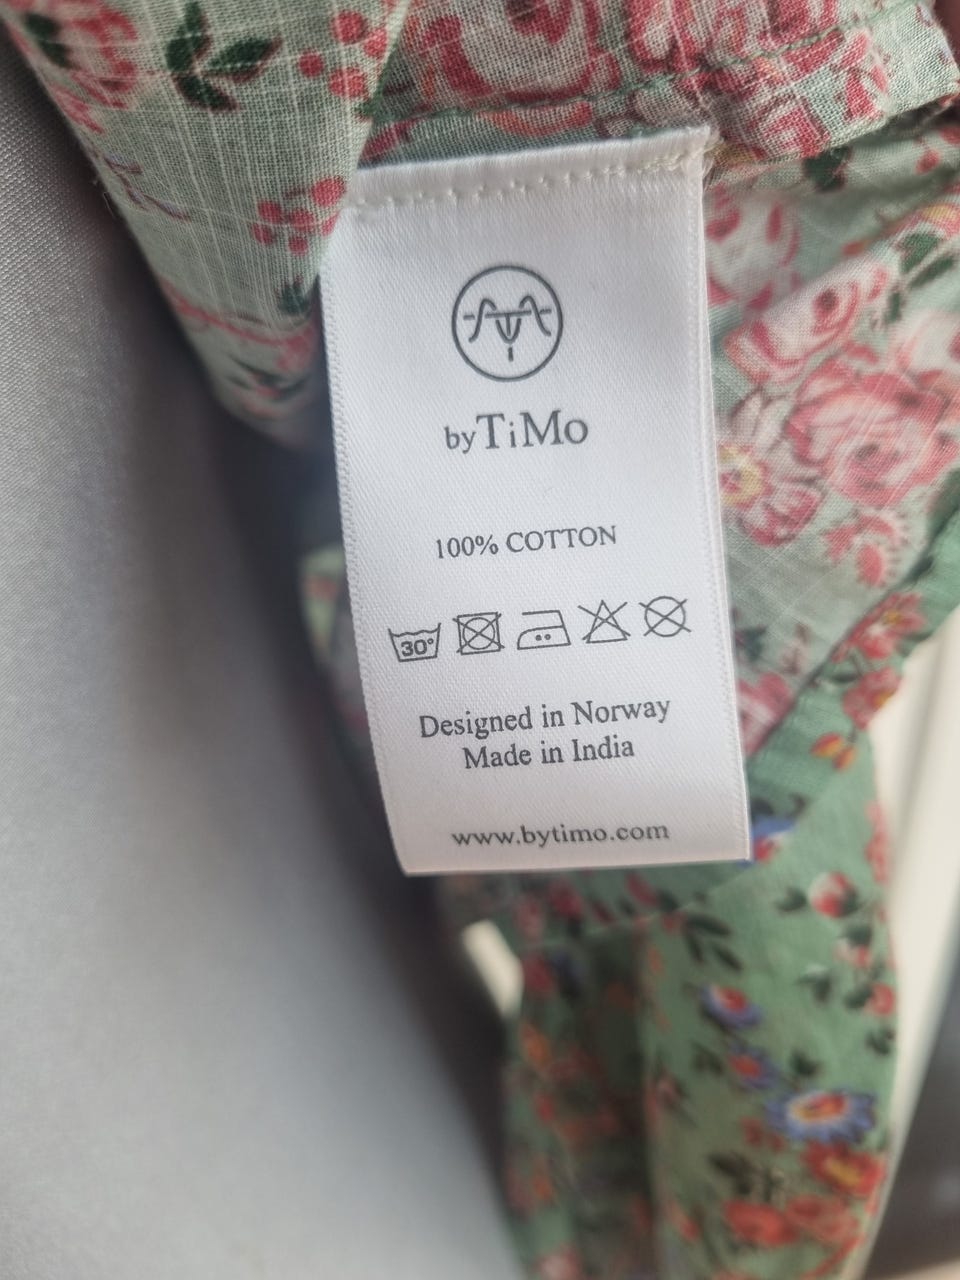 byTiMo
100% COTTON
30°
Designed in Norway
Made in India
www.bytimo.com